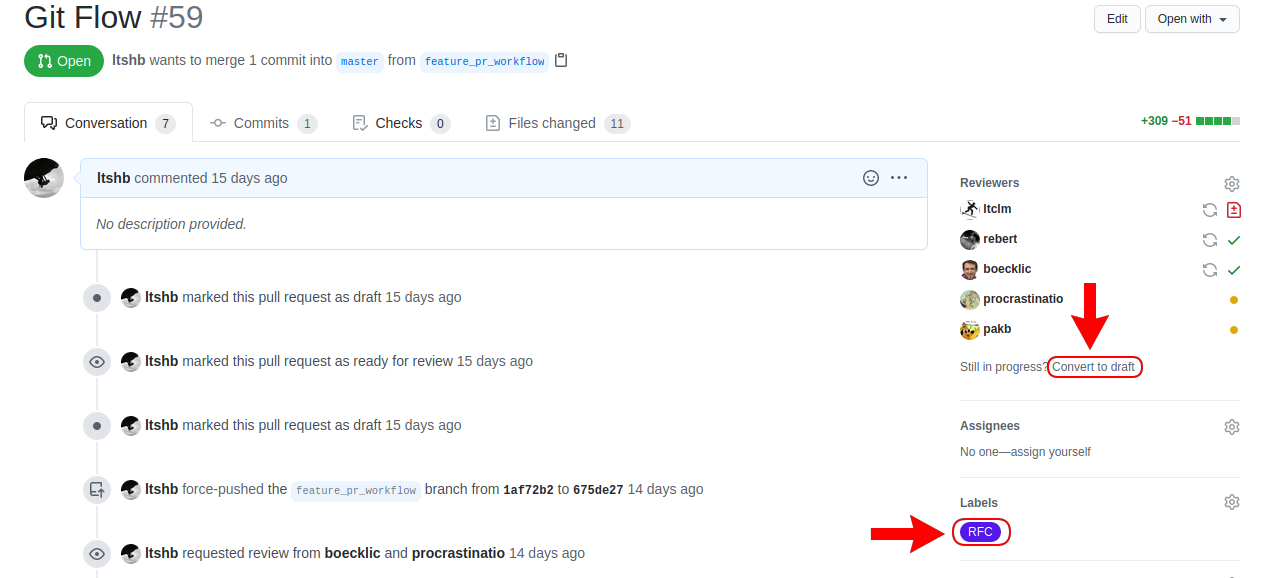 Git Flow #59
Edit
Open with
Open
ltshb wants to merge 1 commit into master from feature_pr_workflow
Conversation 7
Commits 1
Checks 0
Files changed 11
+309 −51
ltshb commented 15 days ago
No description provided.
ltshb marked this pull request as draft 15 days ago
ltshb marked this pull request as ready for review 15 days ago
ltshb marked this pull request as draft 15 days ago
ltshb force-pushed the feature_pr_workflow branch from 1af72b2 to 675de27 14 days ago
ltshb requested review from boecklic and procrastinatio 14 days ago
Reviewers
ltclm
rebert
boecklic
procrastinatio
pakb
Still in progress? Convert to draft
Assignees
No one—assign yourself
Labels
RFC